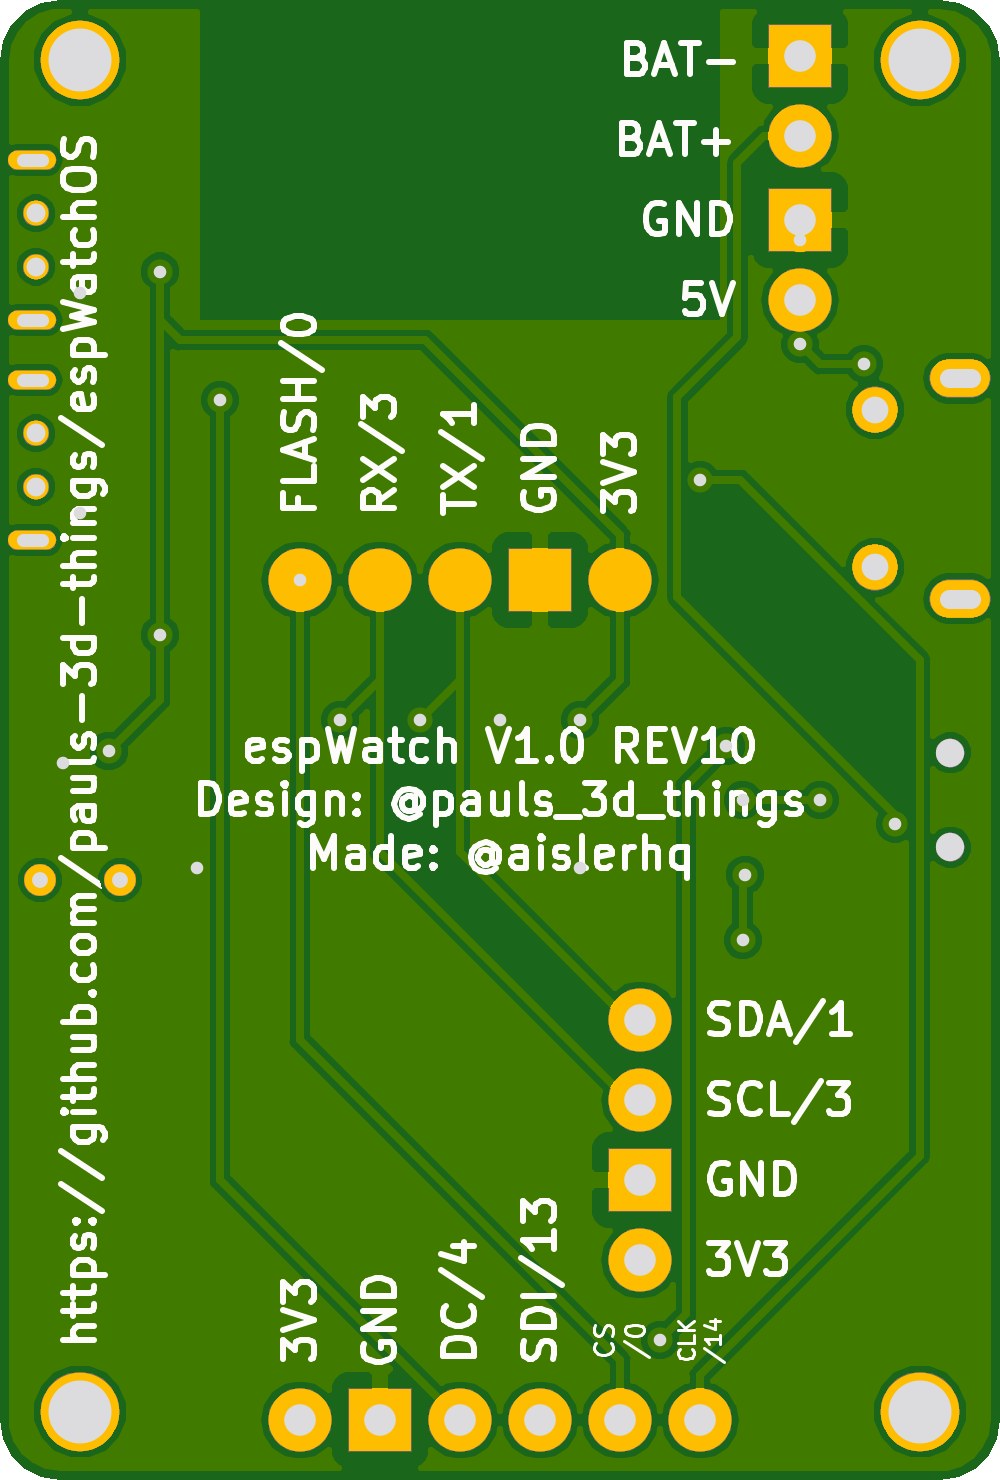 BAT-
BAT+
GND
5V
https://github.com/pauls-3d-things/espWatchOS
FLASH/0
RX/3
TX/1
GND
3V3
espWatch V1.0 REV10
Design: @pauls_3d_things
Made: @aislerhq
SDA/1
SCL/3
GND
3V3
3V3
GND
DC/4
SDI/13
CS
/0
CLK
/14